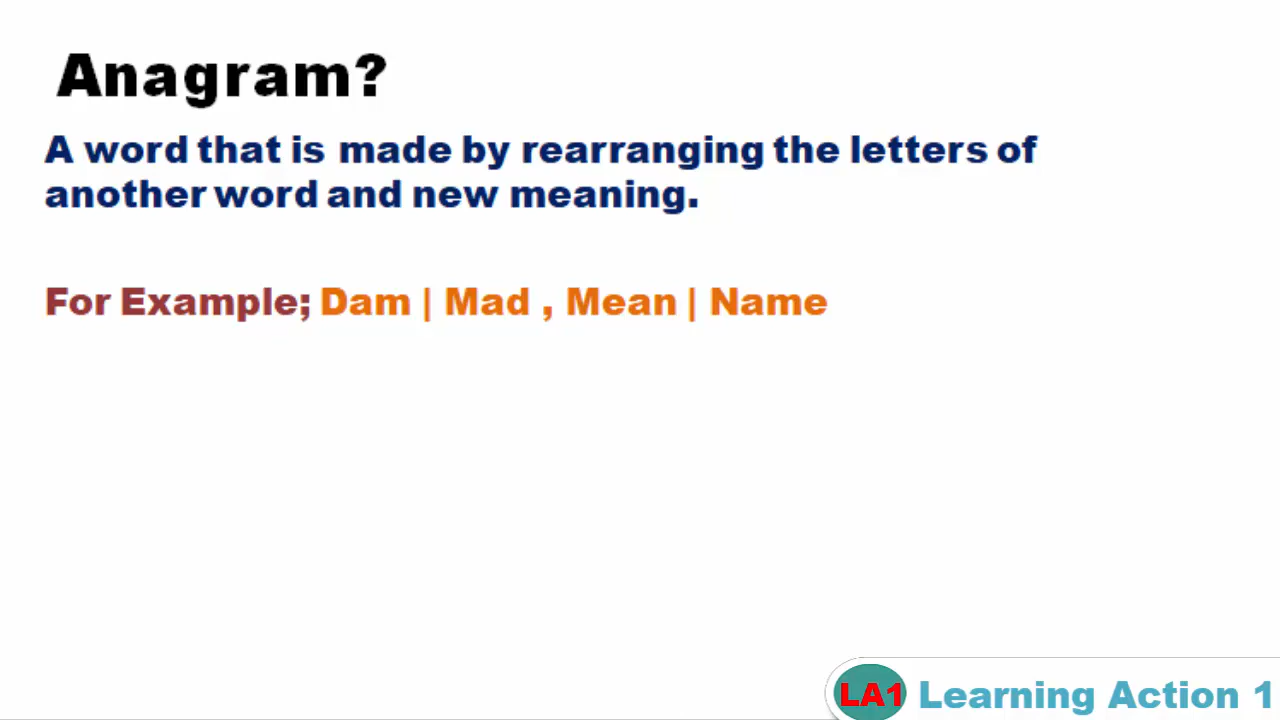 Anagram?
A word that is made by rearranging the letters of
another word and new meaning.
For Example; Dam | Mad , Mean | Name
LA1 Learning Action 1